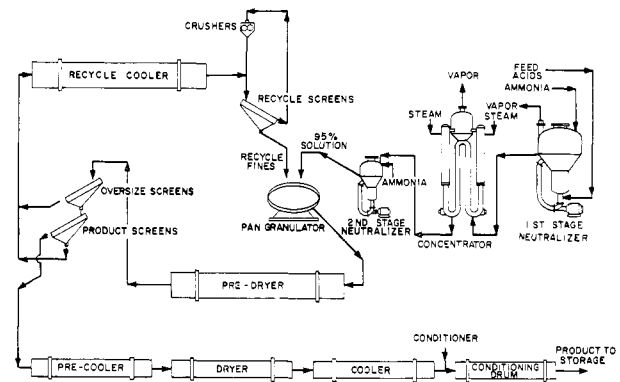 CRUSHERS
RECYCLE COOLER
RECYCLE SCREENS
VAPOR
FEED
ACIDS
AMMONIA
STEAM
VAPOR
STEAM
95%
SOLUTION
RECYCLE
FINES
AMMONIA
OVERSIZE SCREENS
PRODUCT SCREENS
PAN GRANULATOR
2ND STAGE
NEUTRALIZER
CONCENTRATOR
1 ST STAGE
NEUTRALIZER
PRE-DRYER
CONDITIONER
PRODUCT TO
STORAGE
PRE-COOLER
DRYER
COOLER
CONDITIONING
DRUM